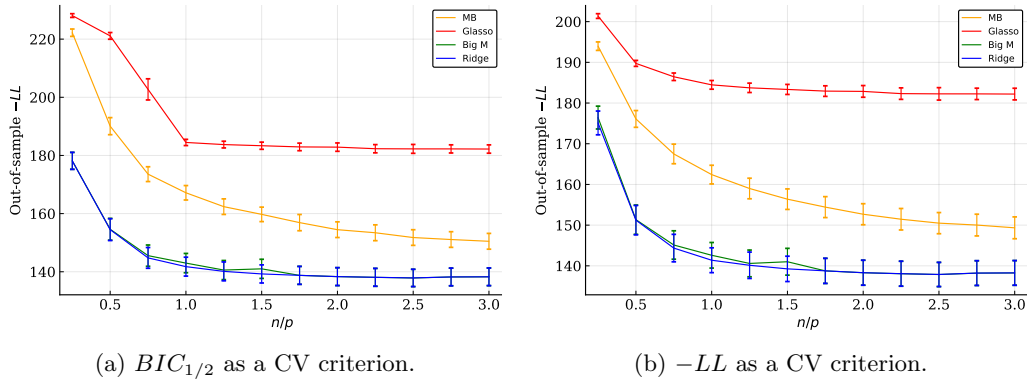 MB
Glasso
Big M
Ridge
220
200
180
160
140
Out-of-sample −LL
0.5
1.0
1.5
2.0
2.5
3.0
n/p
(a) BIC1/2 as a CV criterion.
MB
Glasso
Big M
Ridge
200
190
180
170
160
150
140
Out-of-sample −LL
0.5
1.0
1.5
2.0
2.5
3.0
n/p
(b) −LL as a CV criterion.